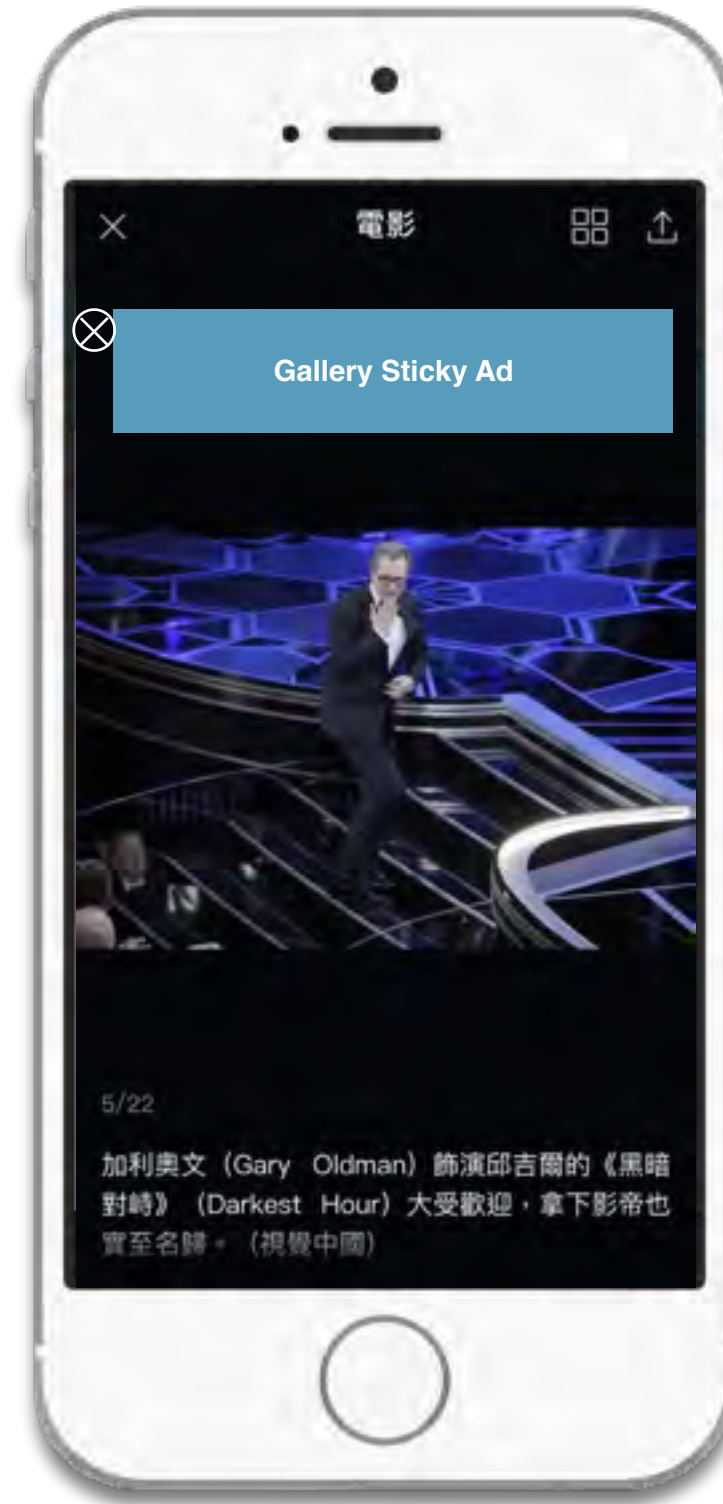 電影
Gallery Sticky Ad
5/22
加利奧文（Gary Oldman）飾演邱吉爾的《黑暗
對峙》（Darkest Hour）大受歡迎，拿下影帝也
實至名歸。（視覺中國）